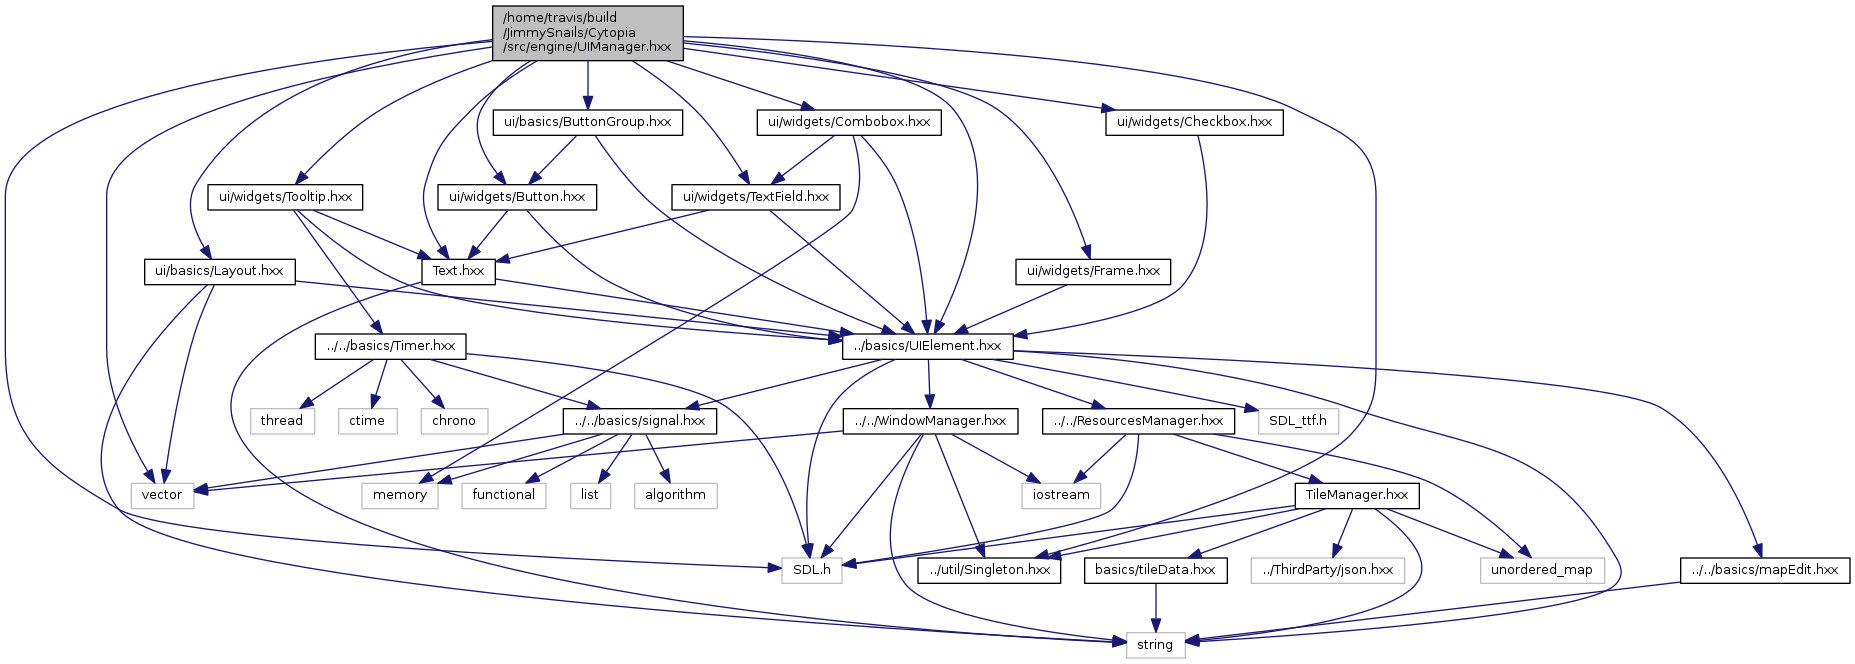 /home/travis/build
/JimmySnails/Cytopia
/src/engine/UIManager.hxx
ui/basics/ButtonGroup.hxx
ui/widgets/Combobox.hxx
ui/widgets/Checkbox.hxx
ui/widgets/Tooltip.hxx
ui/widgets/Button.hxx
ui/widgets/TextField.hxx
ui/basics/Layout.hxx
Text.hxx
ui/widgets/Frame.hxx
../../basics/Timer.hxx
../basics/UIElement.hxx
thread
ctime
chrono
../../basics/signal.hxx
../../WindowManager.hxx
../../ResourcesManager.hxx
SDL_ttf.h
vector
memory
functional
list
algorithm
iostream
TileManager.hxx
SDL.h
../util/Singleton.hxx
basics/tileData.hxx
../ThirdParty/json.hxx
unordered_map
../../basics/mapEdit.hxx
string